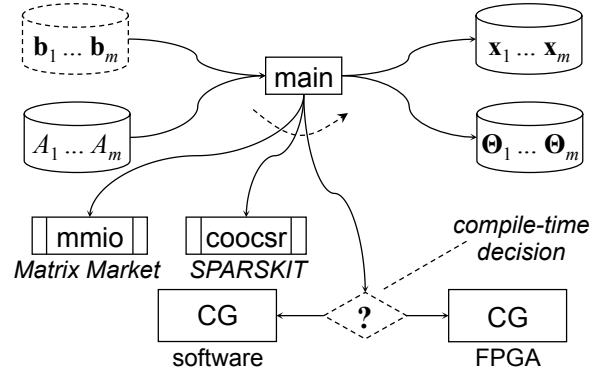 b₁ ... bₘ
x₁ ... xₘ
main
A₁ ... Aₘ
Θ₁ ... Θₘ
mmio
coocsr
compile-time
decision
Matrix Market
SPARSKIT
CG
?
CG
software
FPGA